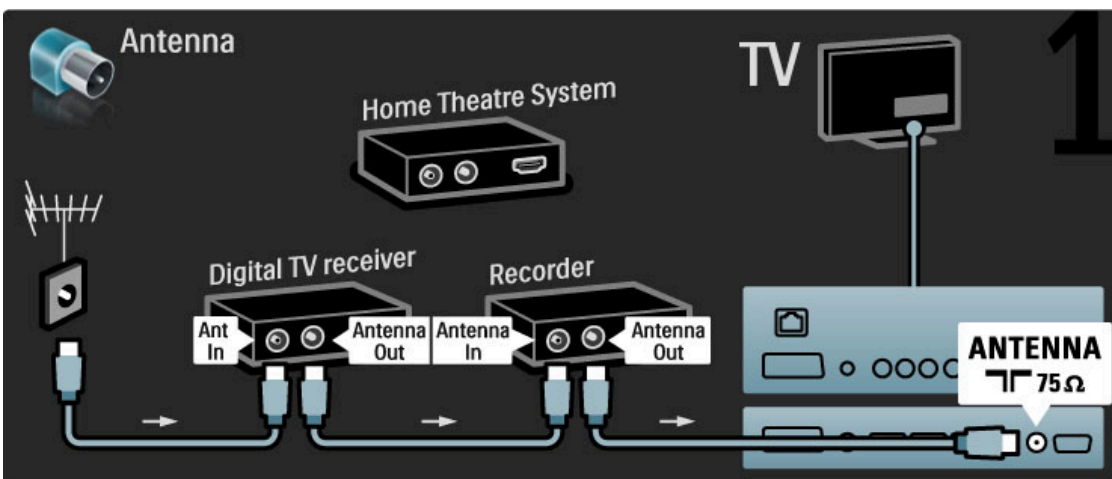 Antenna
TV
1
Home Theatre System
Digital TV receiver
Recorder
Ant
In
Antenna
Out
Antenna
In
Antenna
Out
ANTENNA
75Ω